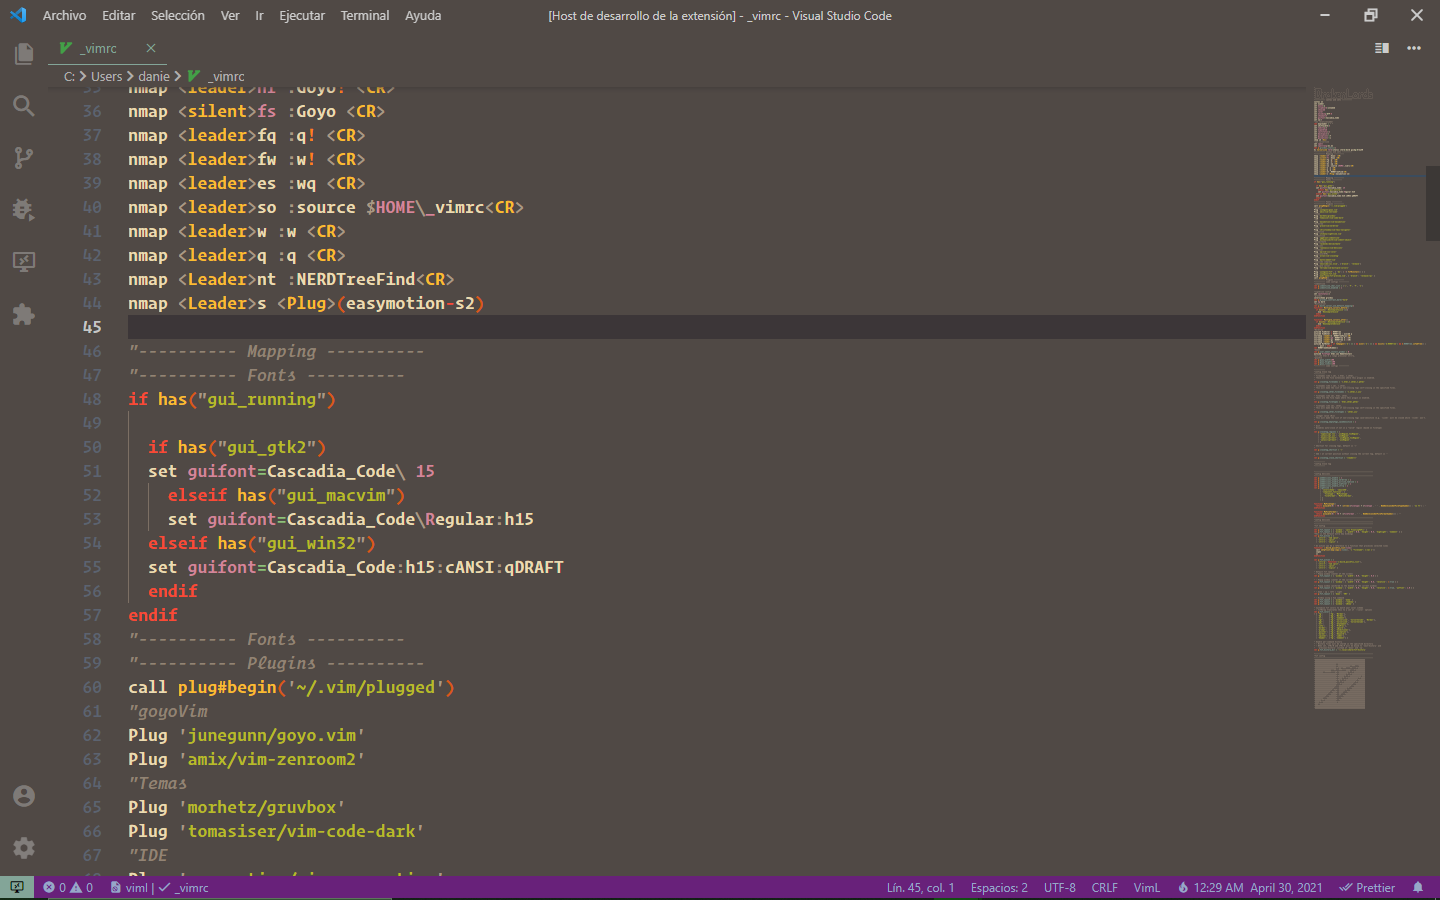 Archivo Editar Selección Ver Ir Ejecutar Terminal Ayuda [Host de desarrollo de la extensión] - _vimrc - Visual Studio Code
_vimrc
C: > Users > danie > _vimrc
35 nmap <leader>ni :Goyo! <CR>
36 nmap <silent>fs :Goyo <CR>
37 nmap <leader>fq :q! <CR>
38 nmap <leader>fw :w! <CR>
39 nmap <leader>es :wq <CR>
40 nmap <leader>so :source $HOME\_vimrc<CR>
41 nmap <leader>w :w <CR>
42 nmap <leader>q :q <CR>
43 nmap <Leader>nt :NERDTreeFind<CR>
44 nmap <Leader>s <Plug>(easymotion-s2)
45
46 "---------- Mapping ----------
47 "---------- Fonts ----------
48 if has("gui_running")
49
50 if has("gui_gtk2")
51 set guifont=Cascadia_Code\ 15
52 elseif has("gui_macvim")
53 set guifont=Cascadia_Code\Regular:h15
54 elseif has("gui_win32")
55 set guifont=Cascadia_Code:h15:cANSI:qDRAFT
56 endif
57 endif
58 "---------- Fonts ----------
59 "---------- Plugins ----------
60 call plug#begin('~/.vim/plugged')
61 "goyoVim
62 Plug 'junegunn/goyo.vim'
63 Plug 'amix/vim-zenroom2'
64 "Temas
65 Plug 'morhetz/gruvbox'
66 Plug 'tomasiser/vim-code-dark'
67 "IDE
0 0 viml | _vimrc Lín. 45, col. 1 Espacios: 2 UTF-8 CRLF VimL 12:29 AM April 30, 2021 Prettier